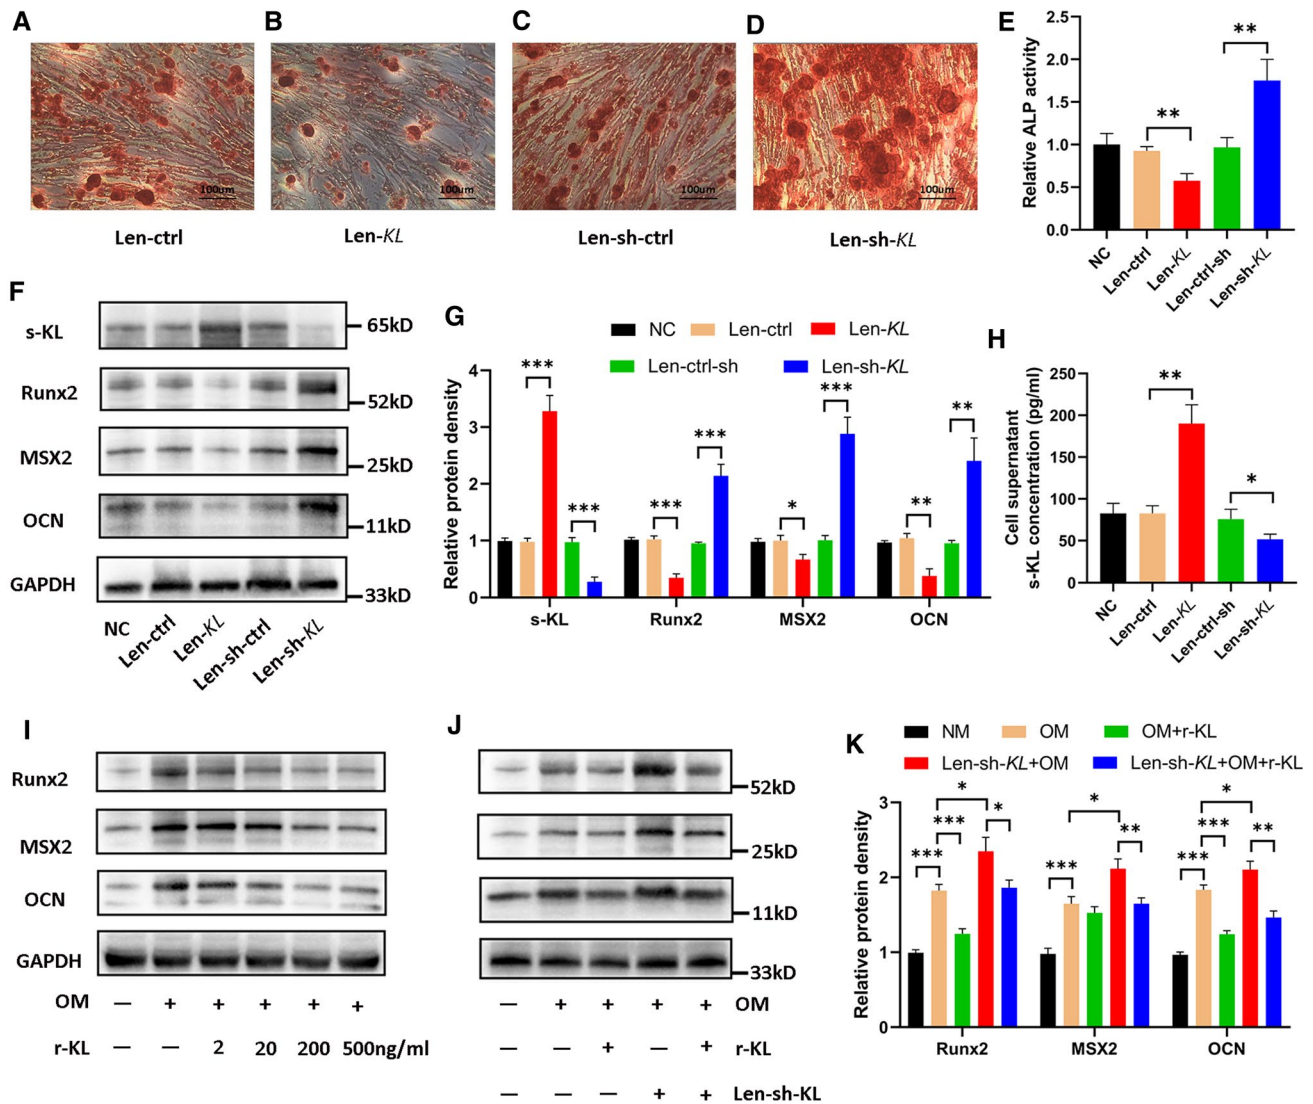 A
B
C
D
100um
100um
100um
100um
Len-ctrl
Len-KL
Len-sh-ctrl
Len-sh-KL
E
Relative ALP activity
2.5
2.0
1.5
1.0
0.5
0.0
**
**
NC
Len-ctrl
Len-KL
Len-ctrl-sh
Len-sh-KL
F
s-KL
65kD
Runx2
52kD
MSX2
25kD
OCN
11kD
GAPDH
33kD
NC
Len-ctrl
Len-KL
Len-sh-ctrl
Len-sh-KL
G
NC
Len-ctrl
Len-KL
Len-ctrl-sh
Len-sh-KL
Relative protein density
4
3
2
1
0
***
***
***
***
*
***
**
**
s-KL
Runx2
MSX2
OCN
H
Cell supernatant
s-KL concentration (pg/ml)
250
200
150
100
50
0
**
*
NC
Len-ctrl
Len-KL
Len-ctrl-sh
Len-sh-KL
I
Runx2
MSX2
OCN
GAPDH
OM — + + + + +
r-KL — — 2 20 200 500ng/ml
J
52kD
25kD
11kD
33kD
— + + + + OM
— — + — + r-KL
— — — + + Len-sh-KL
K
NM
OM
OM+r-KL
Len-sh-KL+OM
Len-sh-KL+OM+r-KL
Relative protein density
3
2
1
0
***
***
*
*
***
*
**
***
***
*
**
Runx2
MSX2
OCN